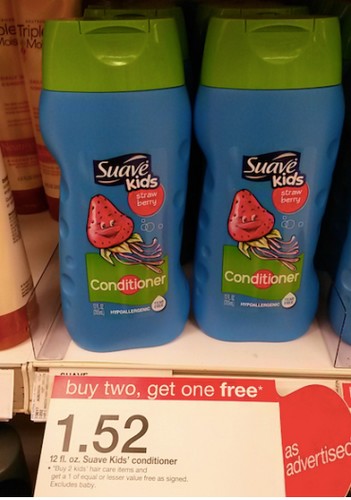 Triple
Suave
Kids
straw
berry
Conditioner
HYPOALLERGENIC
Suave
Kids
straw
berry
Conditioner
HYPOALLERGENIC
buy two, get one free*
1.52
12 fl. oz. Suave Kids' conditioner
• *Buy 2 kids' hair care items and
get a 1 of equal or lesser value free as signed.
Excludes baby.
as
advertised